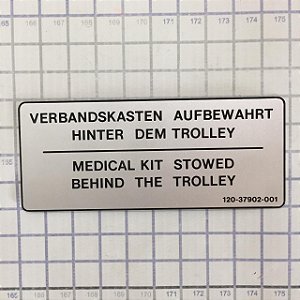 VERBANDSKASTEN AUFBEWAHRT
HINTER DEM TROLLEY
MEDICAL KIT STOWED
BEHIND THE TROLLEY
120-37902-001